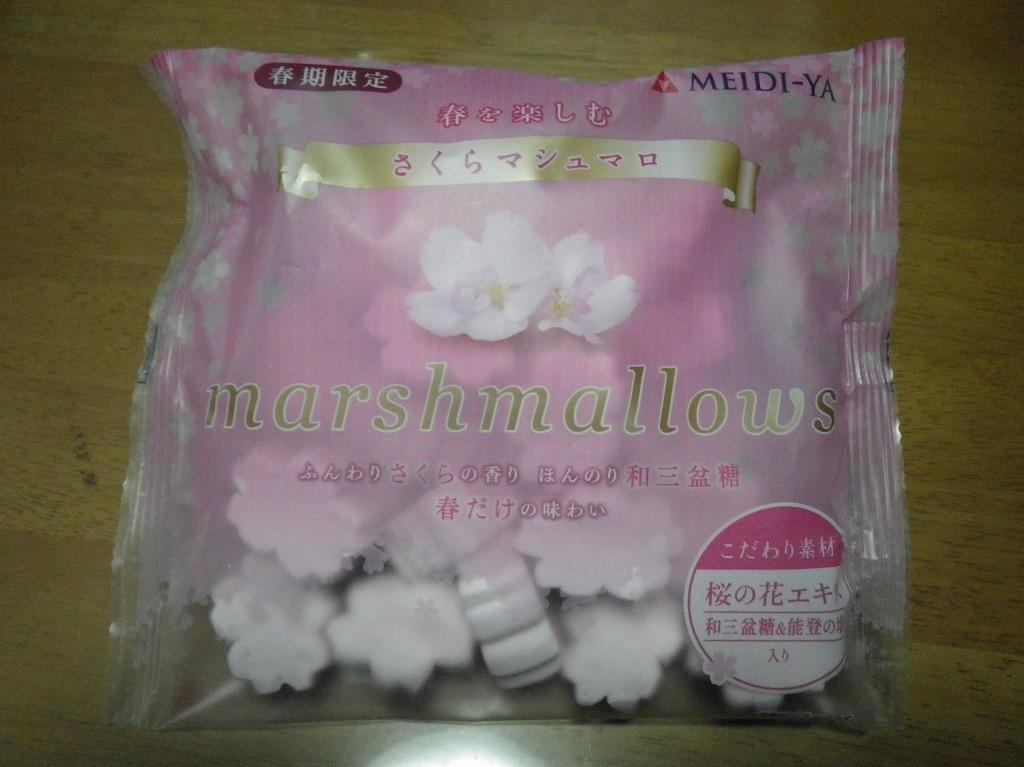 春期限定
MEIDI-YA
春を楽しむ
さくらマシュマロ
marshmallows
ふんわりさくらの香り ほんのり和三盆糖
春だけの味わい
こだわり素材
桜の花エキス
和三盆糖&能登の塩
入り